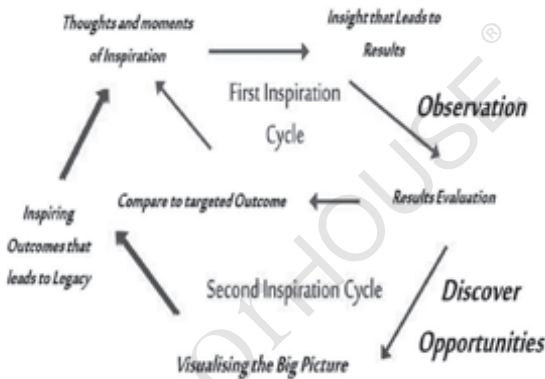 Thoughts and moments
of Inspiration
Insight that Leads to
Results
First Inspiration
Cycle
Observation
Compare to targeted Outcome
Results Evaluation
Inspiring
Outcomes that
leads to Legacy
Second Inspiration Cycle
Discover
Opportunities
Visualising the Big Picture
HOUSE®